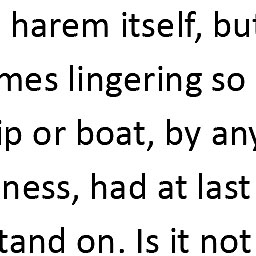 harem itself, but
mes lingering so
ip or boat, by any
ness, had at last
tand on. Is it not